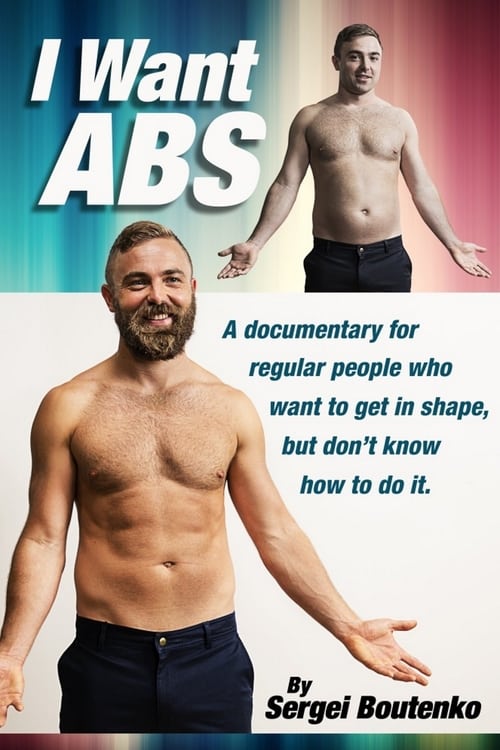 I Want
ABS
A documentary for
regular people who
want to get in shape,
but don't know
how to do it.
By
Sergei Boutenko